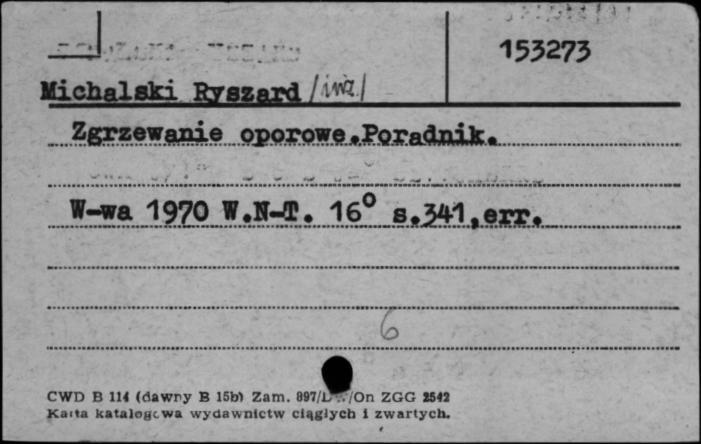 153273
Michalski Ryszard /inż/
Zgrzewanie oporowe.Poradnik.
W-wa 1970 W.N-T. 16° s.341,err.
6
CWD B 114 (dawny B 15b) Zam. 897/ /On ZGG 2542
Karta katalogowa wydawnictw ciągłych i zwartych.